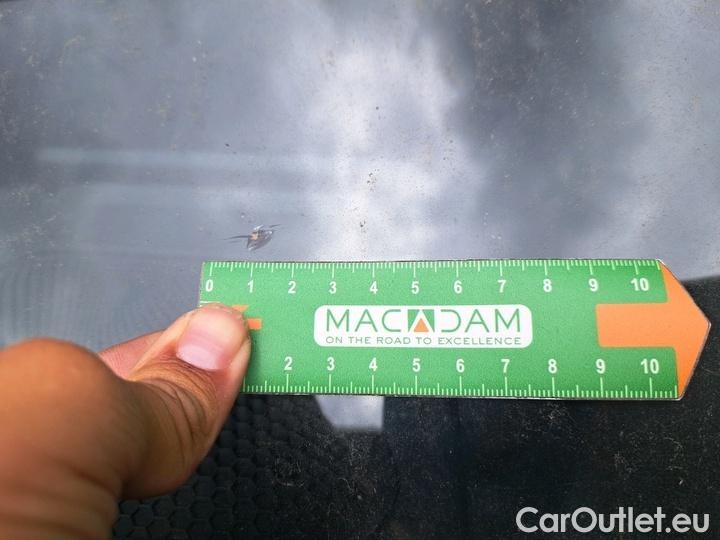 0 1 2 3 4 5 6 7 8 9 10
MACADAM
ON THE ROAD TO EXCELLENCE
2 3 4 5 6 7 8 9 10
CarOutlet.eu